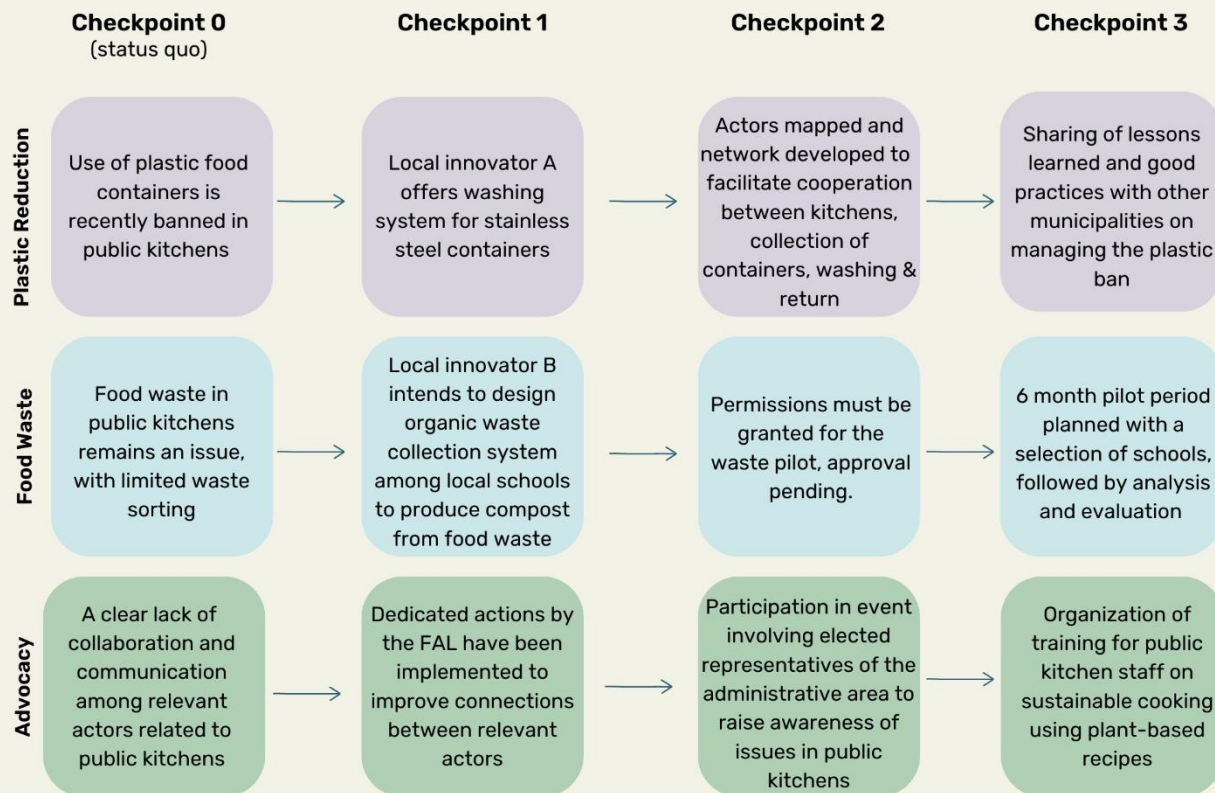 Checkpoint 0
(status quo)
Checkpoint 1
Checkpoint 2
Checkpoint 3
Plastic Reduction
Use of plastic food
containers is
recently banned in
public kitchens
Local innovator A
offers washing
system for stainless
steel containers
Actors mapped and
network developed to
facilitate cooperation
between kitchens,
collection of
containers, washing &
return
Sharing of lessons
learned and good
practices with other
municipalities on
managing the plastic
ban
Food Waste
Food waste in
public kitchens
remains an issue,
with limited waste
sorting
Local innovator B
intends to design
organic waste
collection system
among local schools
to produce compost
from food waste
Permissions must be
granted for the
waste pilot, approval
pending.
6 month pilot period
planned with a
selection of schools,
followed by analysis
and evaluation
Advocacy
A clear lack of
collaboration and
communication
among relevant
actors related to
public kitchens
Dedicated actions by
the FAL have been
implemented to
improve connections
between relevant
actors
Participation in event
involving elected
representatives of the
administrative area to
raise awareness of
issues in public
kitchens
Organization of
training for public
kitchen staff on
sustainable cooking
using plant-based
recipes